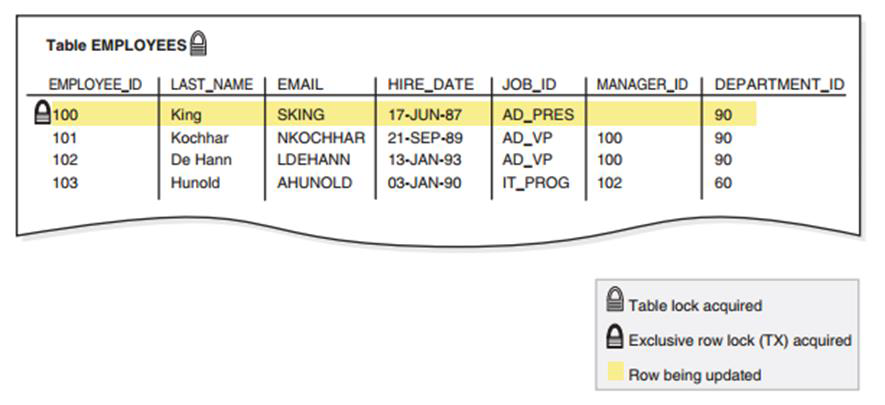 Table EMPLOYEES
EMPLOYEE_ID LAST_NAME EMAIL HIRE_DATE JOB_ID MANAGER_ID DEPARTMENT_ID
100 King SKING 17-JUN-87 AD_PRES 90
101 Kochhar NKOCHHAR 21-SEP-89 AD_VP 100 90
102 De Hann LDEHANN 13-JAN-93 AD_VP 100 90
103 Hunold AHUNOLD 03-JAN-90 IT_PROG 102 60
Table lock acquired
Exclusive row lock (TX) acquired
Row being updated